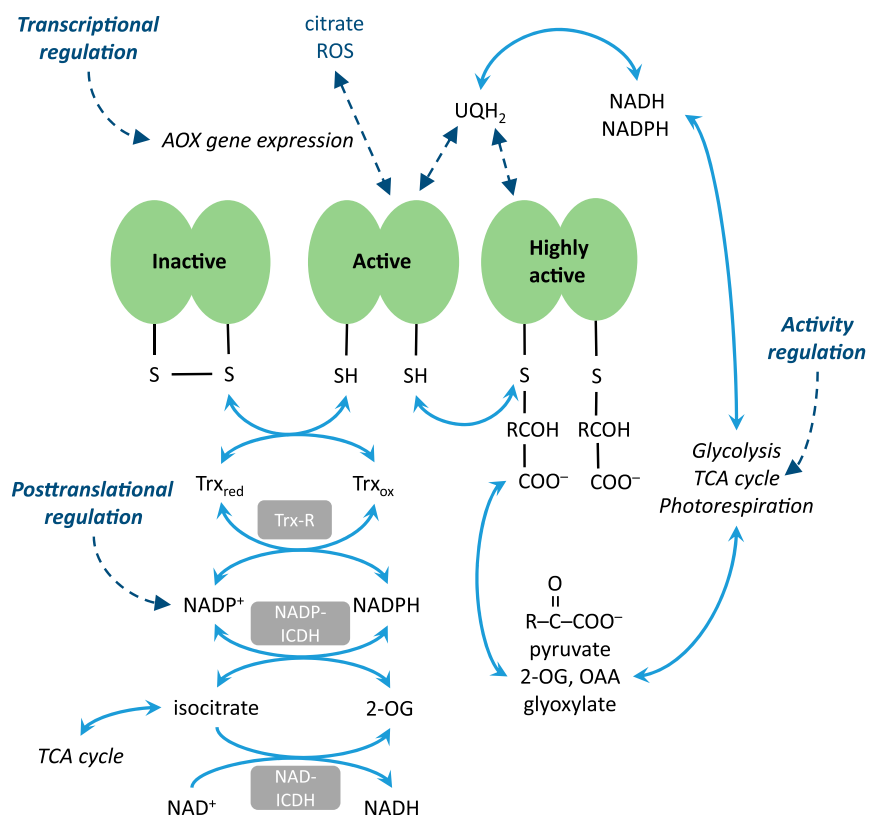 Transcriptional
regulation
citrate
ROS
AOX gene expression
UQH₂
NADH
NADPH
Inactive
Active
Highly
active
Activity
regulation
S
S
SH
SH
S
S
RCOH
RCOH
COO⁻
COO⁻
Glycolysis
TCA cycle
Photorespiration
Posttranslational
regulation
Trx_red
Trx_ox
Trx-R
NADP⁺
NADPH
NADP-
ICDH
O
R–C–COO⁻
pyruvate
2-OG, OAA
glyoxylate
isocitrate
2-OG
TCA cycle
NAD-
ICDH
NAD⁺
NADH